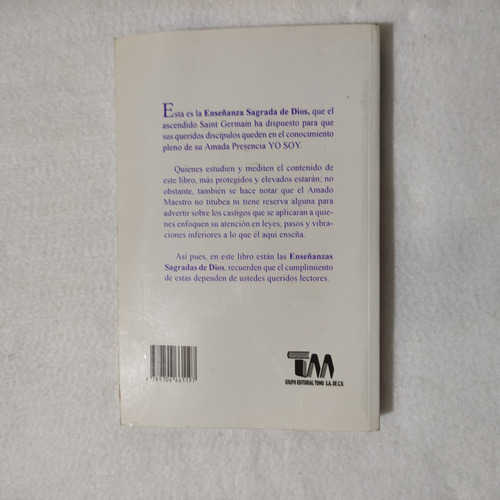 Esta es la Enseñanza Sagrada de Dios, que el
ascendido Saint Germain ha dispuesto para que
sus queridos discípulos queden en el conocimiento
pleno de su Amada Presencia YO SOY.
Quienes estudien y mediten el contenido de
este libro, más protegidos y elevados estarán; no
obstante, también se hace notar que el Amado
Maestro no titubea ni tiene reserva alguna para
advertir sobre los castigos que se aplicaran a quie-
nes enfoquen su atención en leyes, pasos y vibra-
ciones inferiores a lo que él aquí enseña.
Así pues, en este libro están las Enseñanzas
Sagradas de Dios, recuerden que el cumplimiento
de estas dependen de ustedes queridos lectores.
TM
GRUPO EDITORIAL TOMO S.A. DE C.V.